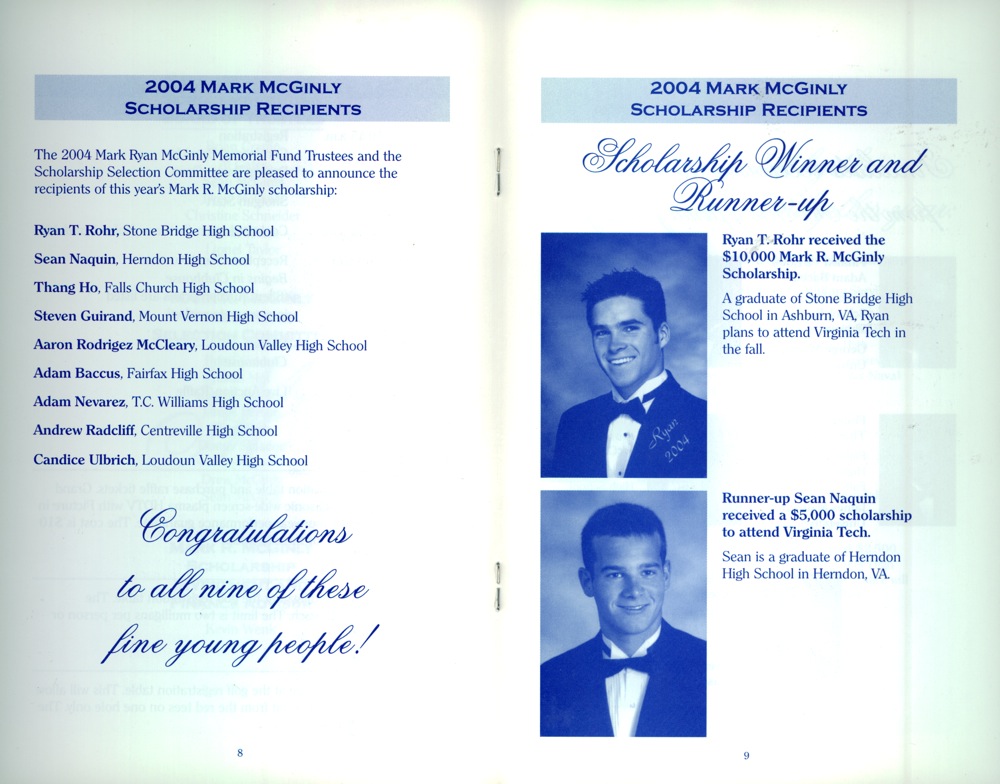 2004 Mark McGinly
Scholarship Recipients
The 2004 Mark Ryan McGinly Memorial Fund Trustees and the
Scholarship Selection Committee are pleased to announce the
recipients of this year's Mark R. McGinly scholarship:
Ryan T. Rohr, Stone Bridge High School
Sean Naquin, Herndon High School
Thang Ho, Falls Church High School
Steven Guirand, Mount Vernon High School
Aaron Rodrigez McCleary, Loudoun Valley High School
Adam Baccus, Fairfax High School
Adam Nevarez, T.C. Williams High School
Andrew Radcliff, Centreville High School
Candice Ulbrich, Loudoun Valley High School
Congratulations
to all nine of these
fine young people!
8
2004 Mark McGinly
Scholarship Recipients
Scholarship Winner and
Runner-up
Ryan T. Rohr received the
$10,000 Mark R. McGinly
Scholarship.
A graduate of Stone Bridge High
School in Ashburn, VA, Ryan
plans to attend Virginia Tech in
the fall.
Ryan
2004
Runner-up Sean Naquin
received a $5,000 scholarship
to attend Virginia Tech.
Sean is a graduate of Herndon
High School in Herndon, VA.
9